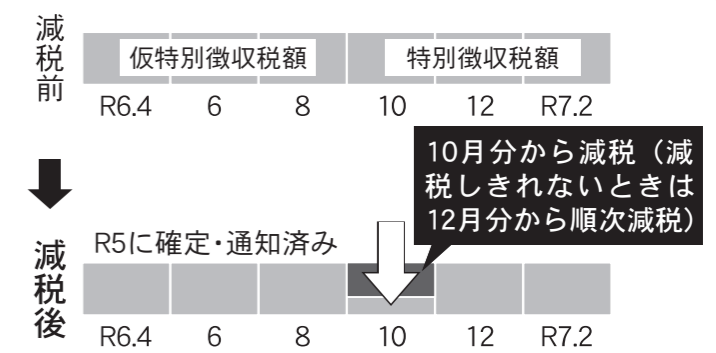 減税前
仮特別徴収税額 特別徴収税額
R6.4 6 8 10 12 R7.2
10月分から減税（減
税しきれないときは
12月分から順次減税）
減税後
R5に確定・通知済み
R6.4 6 8 10 12 R7.2